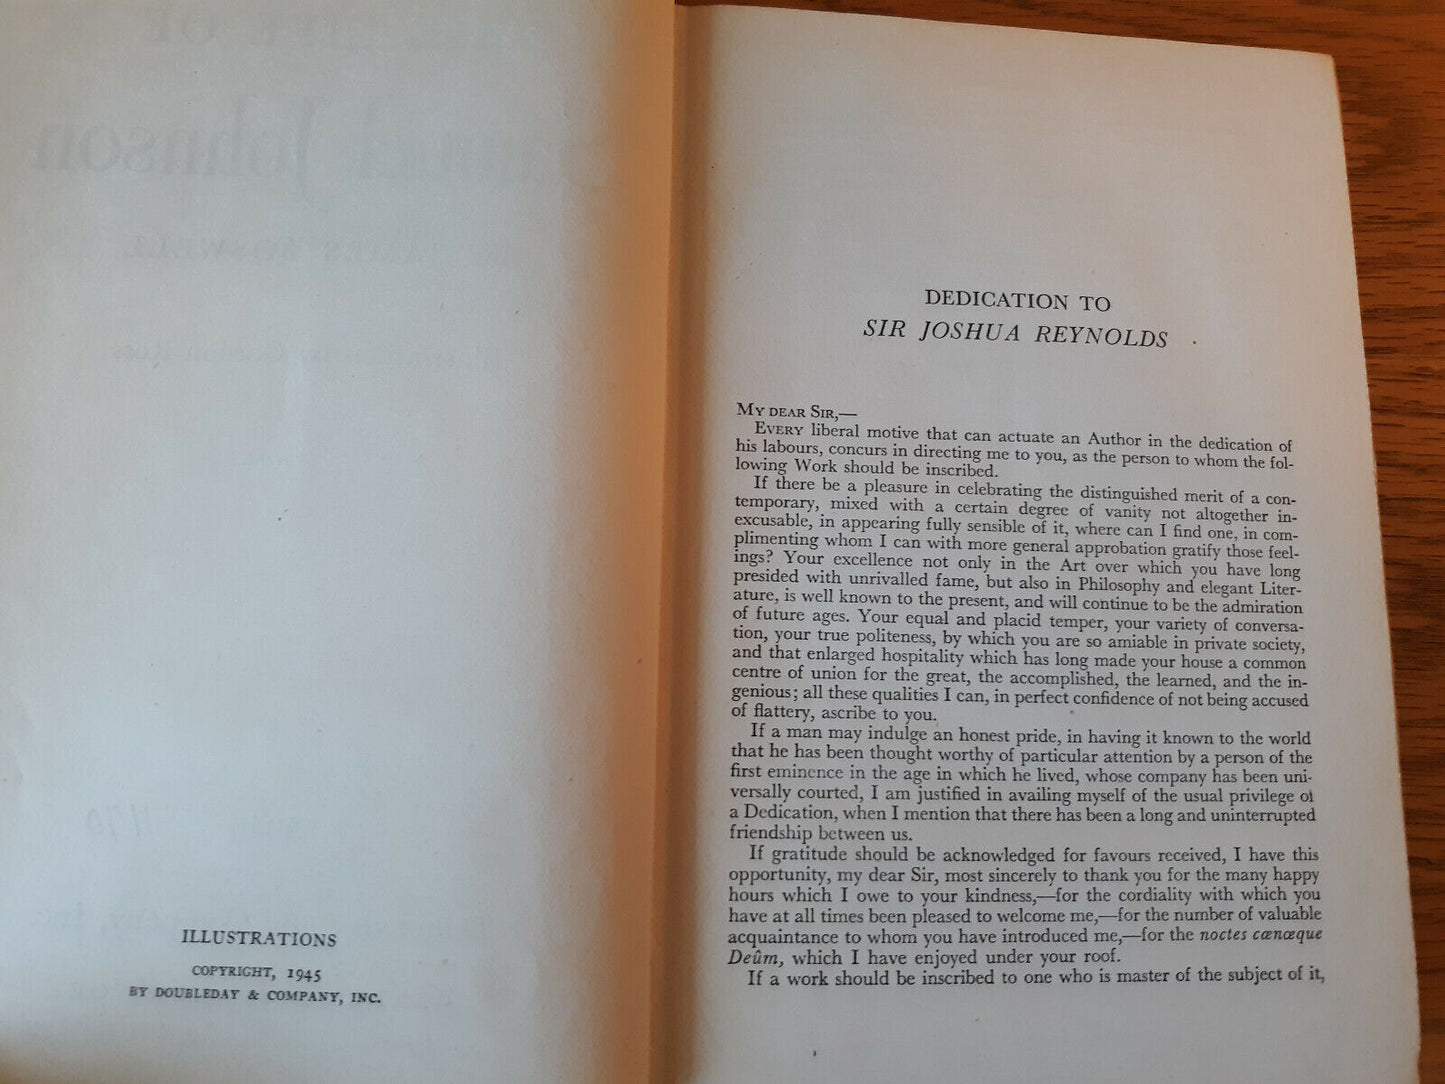 ILLUSTRATIONS
COPYRIGHT, 1945
BY DOUBLEDAY & COMPANY, INC.
DEDICATION TO
SIR JOSHUA REYNOLDS
MY DEAR SIR,—
EVERY liberal motive that can actuate an Author in the dedication of
his labours, concurs in directing me to you, as the person to whom the fol-
lowing Work should be inscribed.
If there be a pleasure in celebrating the distinguished merit of a con-
temporary, mixed with a certain degree of vanity not altogether in-
excusable, in appearing fully sensible of it, where can I find one, in com-
plimenting whom I can with more general approbation gratify those feel-
ings? Your excellence not only in the Art over which you have long
presided with unrivalled fame, but also in Philosophy and elegant Liter-
ature, is well known to the present, and will continue to be the admiration
of future ages. Your equal and placid temper, your variety of conversa-
tion, your true politeness, by which you are so amiable in private society,
and that enlarged hospitality which has long made your house a common
centre of union for the great, the accomplished, the learned, and the in-
genious; all these qualities I can, in perfect confidence of not being accused
of flattery, ascribe to you.
If a man may indulge an honest pride, in having it known to the world
that he has been thought worthy of particular attention by a person of the
first eminence in the age in which he lived, whose company has been uni-
versally courted, I am justified in availing myself of the usual privilege of
a Dedication, when I mention that there has been a long and uninterrupted
friendship between us.
If gratitude should be acknowledged for favours received, I have this
opportunity, my dear Sir, most sincerely to thank you for the many happy
hours which I owe to your kindness,—for the cordiality with which you
have at all times been pleased to welcome me,—for the number of valuable
acquaintance to whom you have introduced me,—for the noctes cœnæque
Deûm, which I have enjoyed under your roof.
If a work should be inscribed to one who is master of the subject of it,